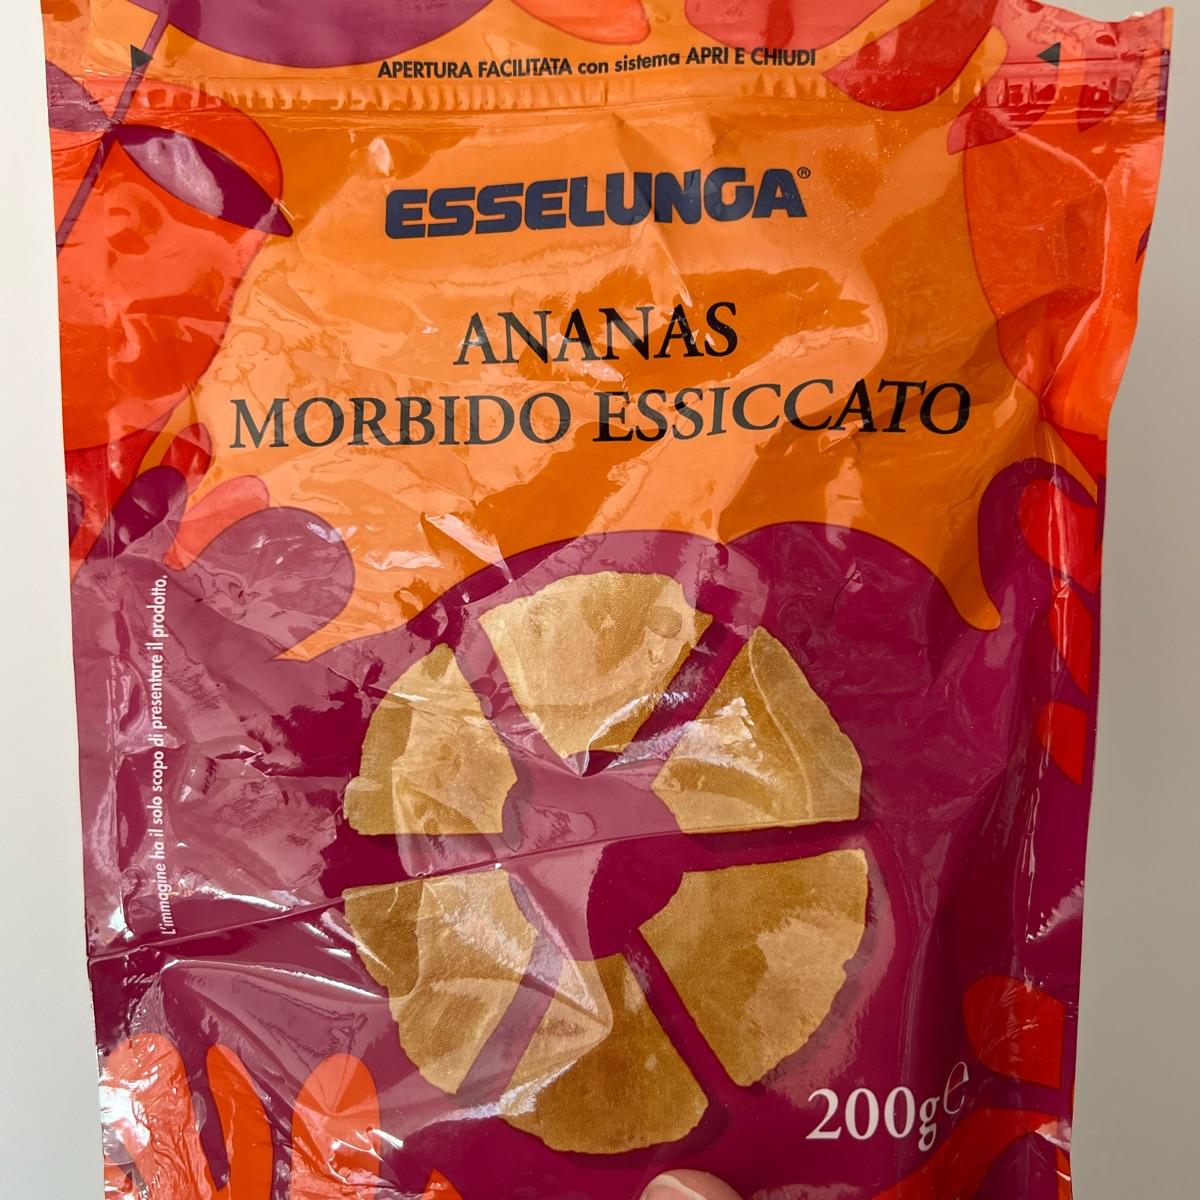 APERTURA FACILITATA con sistema APRI E CHIUDI
ESSELUNGA®
ANANAS
MORBIDO ESSICCATO
L'immagine ha il solo scopo di presentare il prodotto.
200g℮